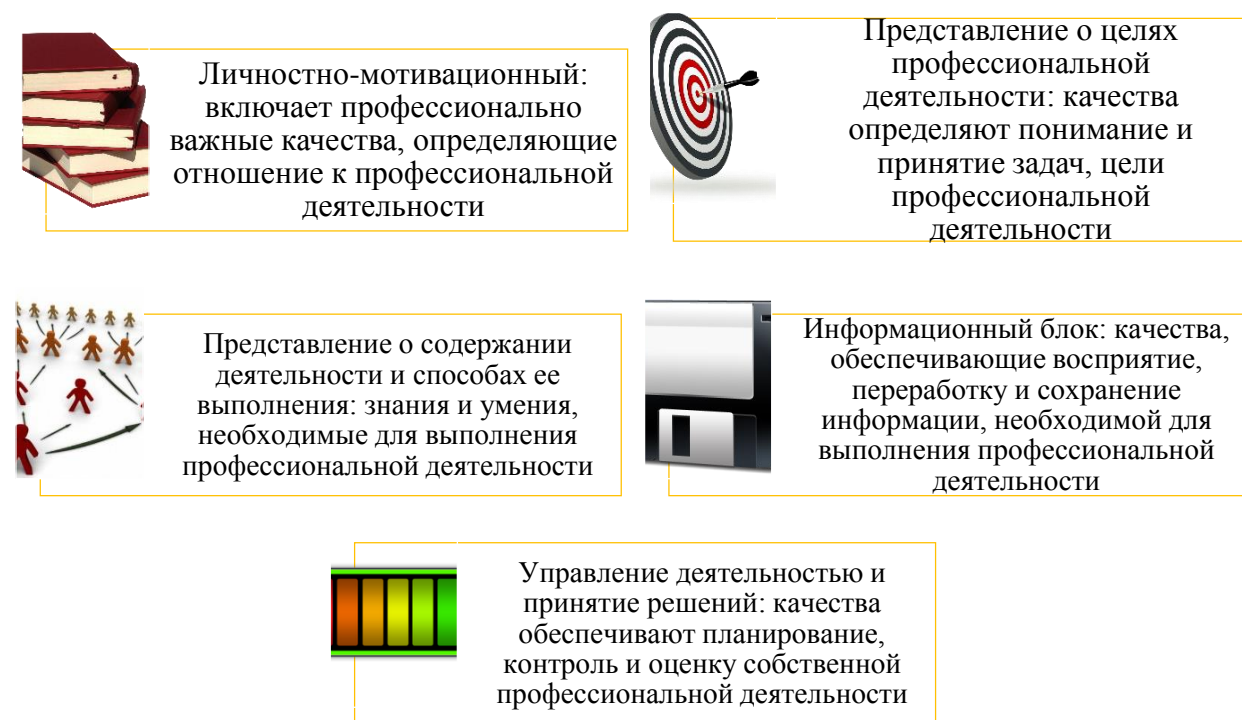 Личностно-мотивационный:
включает профессионально
важные качества, определяющие
отношение к профессиональной
деятельности
Представление о целях
профессиональной
деятельности: качества
определяют понимание и
принятие задач, цели
профессиональной
деятельности
Представление о содержании
деятельности и способах ее
выполнения: знания и умения,
необходимые для выполнения
профессиональной деятельности
Информационный блок: качества,
обеспечивающие восприятие,
переработку и сохранение
информации, необходимой для
выполнения профессиональной
деятельности
Управление деятельностью и
принятие решений: качества
обеспечивают планирование,
контроль и оценку собственной
профессиональной деятельности